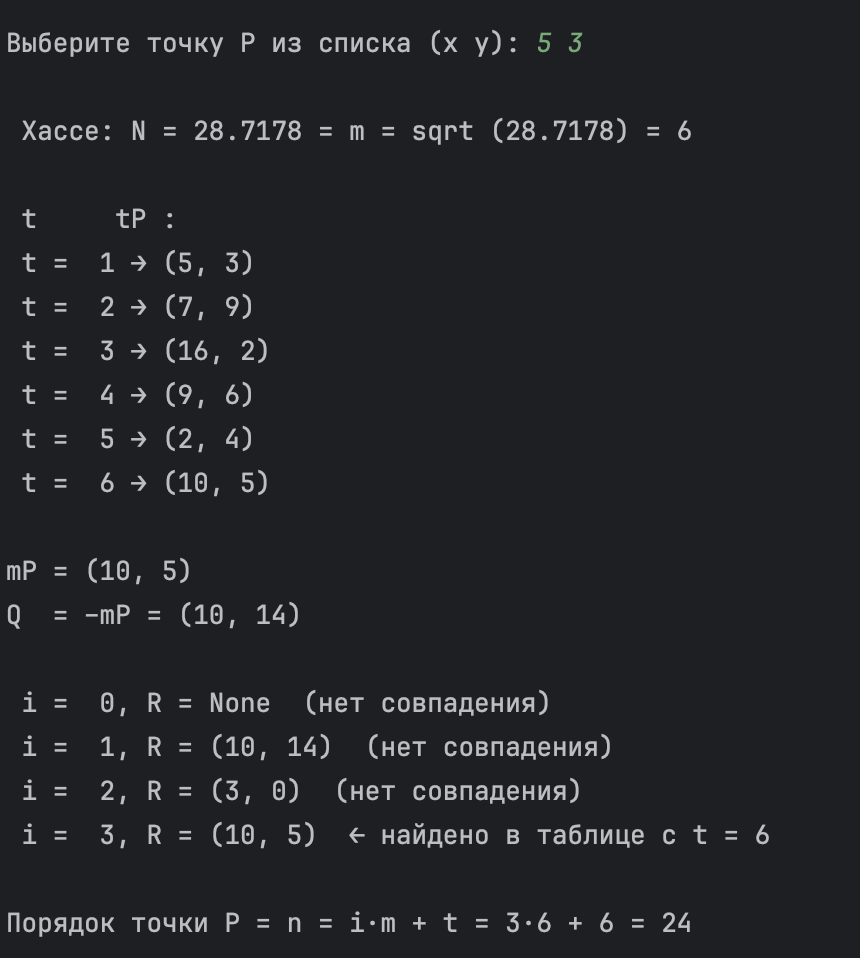 Выберите точку P из списка (x y): 5 3
Хассе: N = 28.7178 = m = sqrt (28.7178) = 6
t     tP :
t =  1 → (5, 3)
t =  2 → (7, 9)
t =  3 → (16, 2)
t =  4 → (9, 6)
t =  5 → (2, 4)
t =  6 → (10, 5)
mP = (10, 5)
Q  = -mP = (10, 14)
i =  0, R = None  (нет совпадения)
i =  1, R = (10, 14)  (нет совпадения)
i =  2, R = (3, 0)  (нет совпадения)
i =  3, R = (10, 5)  ← найдено в таблице с t = 6
Порядок точки P = n = i·m + t = 3·6 + 6 = 24